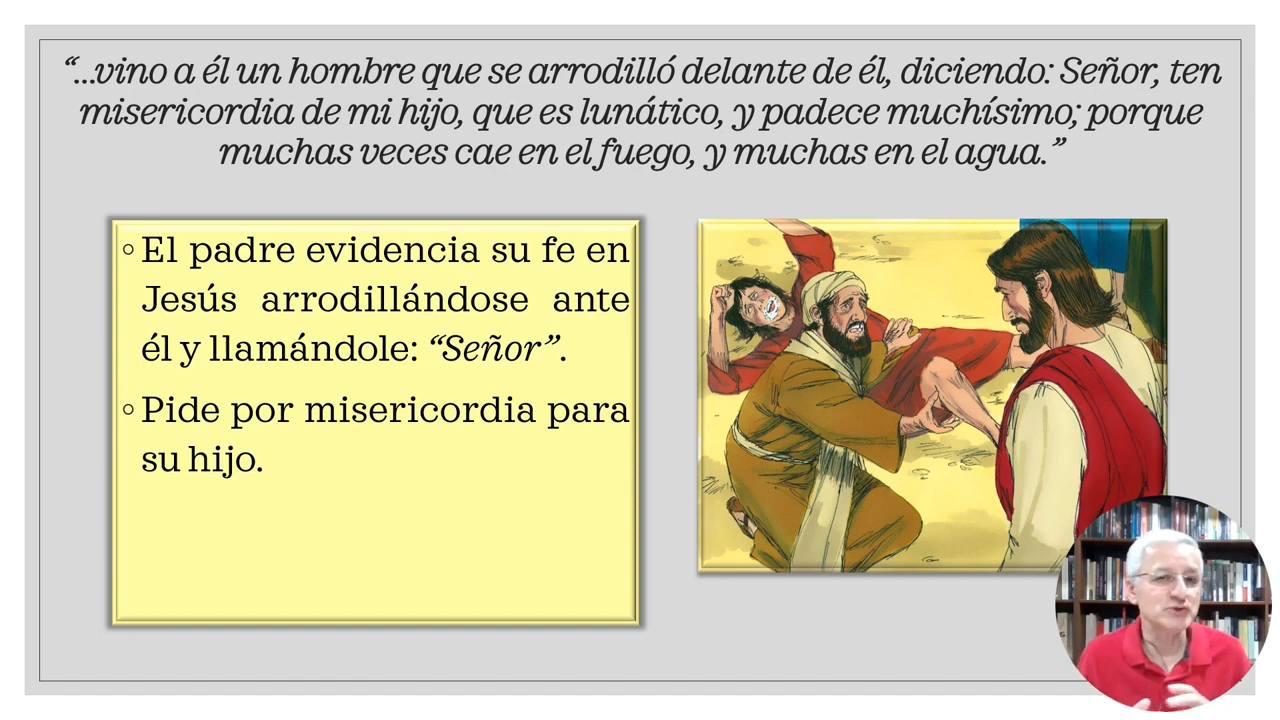 “...vino a él un hombre que se arrodilló delante de él, diciendo: Señor, ten
misericordia de mi hijo, que es lunático, y padece muchísimo; porque
muchas veces cae en el fuego, y muchas en el agua.”
◦ El padre evidencia su fe en
Jesús arrodillándose ante
él y llamándole: “Señor”.
◦ Pide por misericordia para
su hijo.